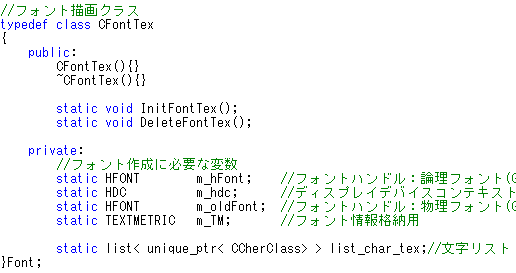 //フォント描画クラス
typedef class CFontTex
{
public:
CFontTex(){}
~CFontTex(){}
static void InitFontTex();
static void DeleteFontTex();
private:
//フォント作成に必要な変数
static HFONT m_hFont; //フォントハンドル：論理フォント(
static HDC m_hdc; //ディスプレイデバイスコンテキスト
static HFONT m_oldFont; //フォントハンドル：物理フォント(
static TEXTMETRIC m_TM; //フォント情報格納用
static list< unique_ptr< CCherClass> > list_char_tex;//文字リスト
}Font;